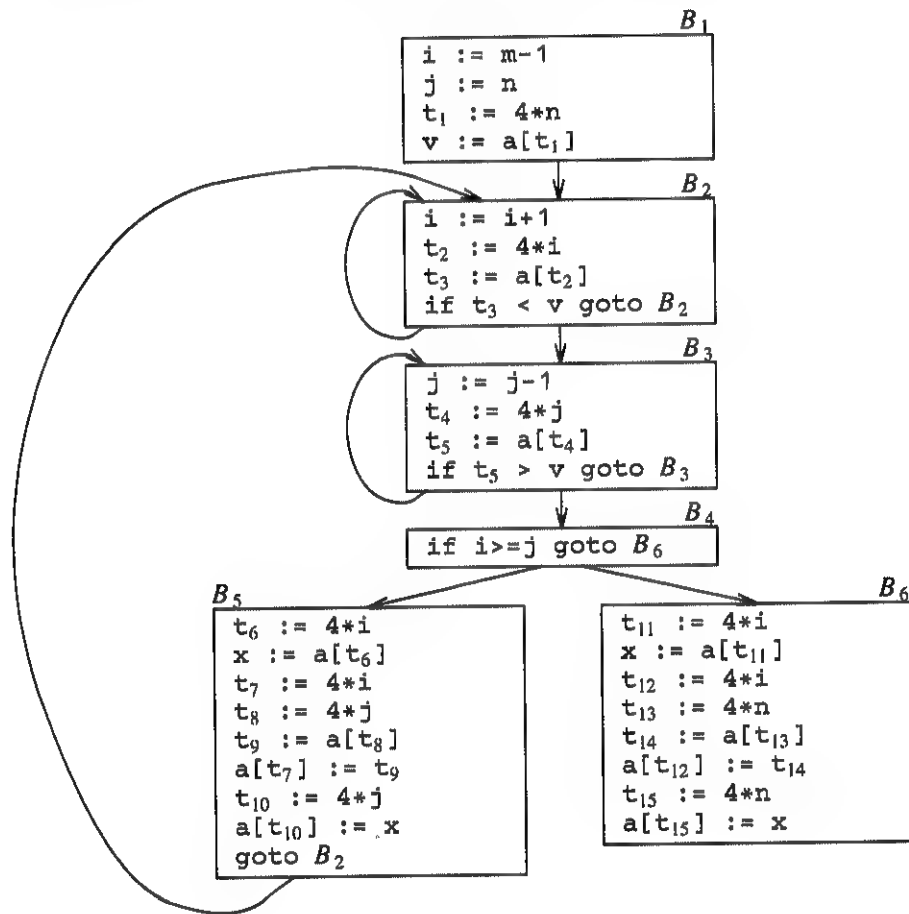 B₁
i := m-1
j := n
t₁ := 4*n
v := a[t₁]
B₂
i := i+1
t₂ := 4*i
t₃ := a[t₂]
if t₃ < v goto B₂
B₃
j := j-1
t₄ := 4*j
t₅ := a[t₄]
if t₅ > v goto B₃
B₄
if i>=j goto B₆
B₅
t₆ := 4*i
x := a[t₆]
t₇ := 4*i
t₈ := 4*j
t₉ := a[t₈]
a[t₇] := t₉
t₁₀ := 4*j
a[t₁₀] := x
goto B₂
B₆
t₁₁ := 4*i
x := a[t₁₁]
t₁₂ := 4*i
t₁₃ := 4*n
t₁₄ := a[t₁₃]
a[t₁₂] := t₁₄
t₁₅ := 4*n
a[t₁₅] := x